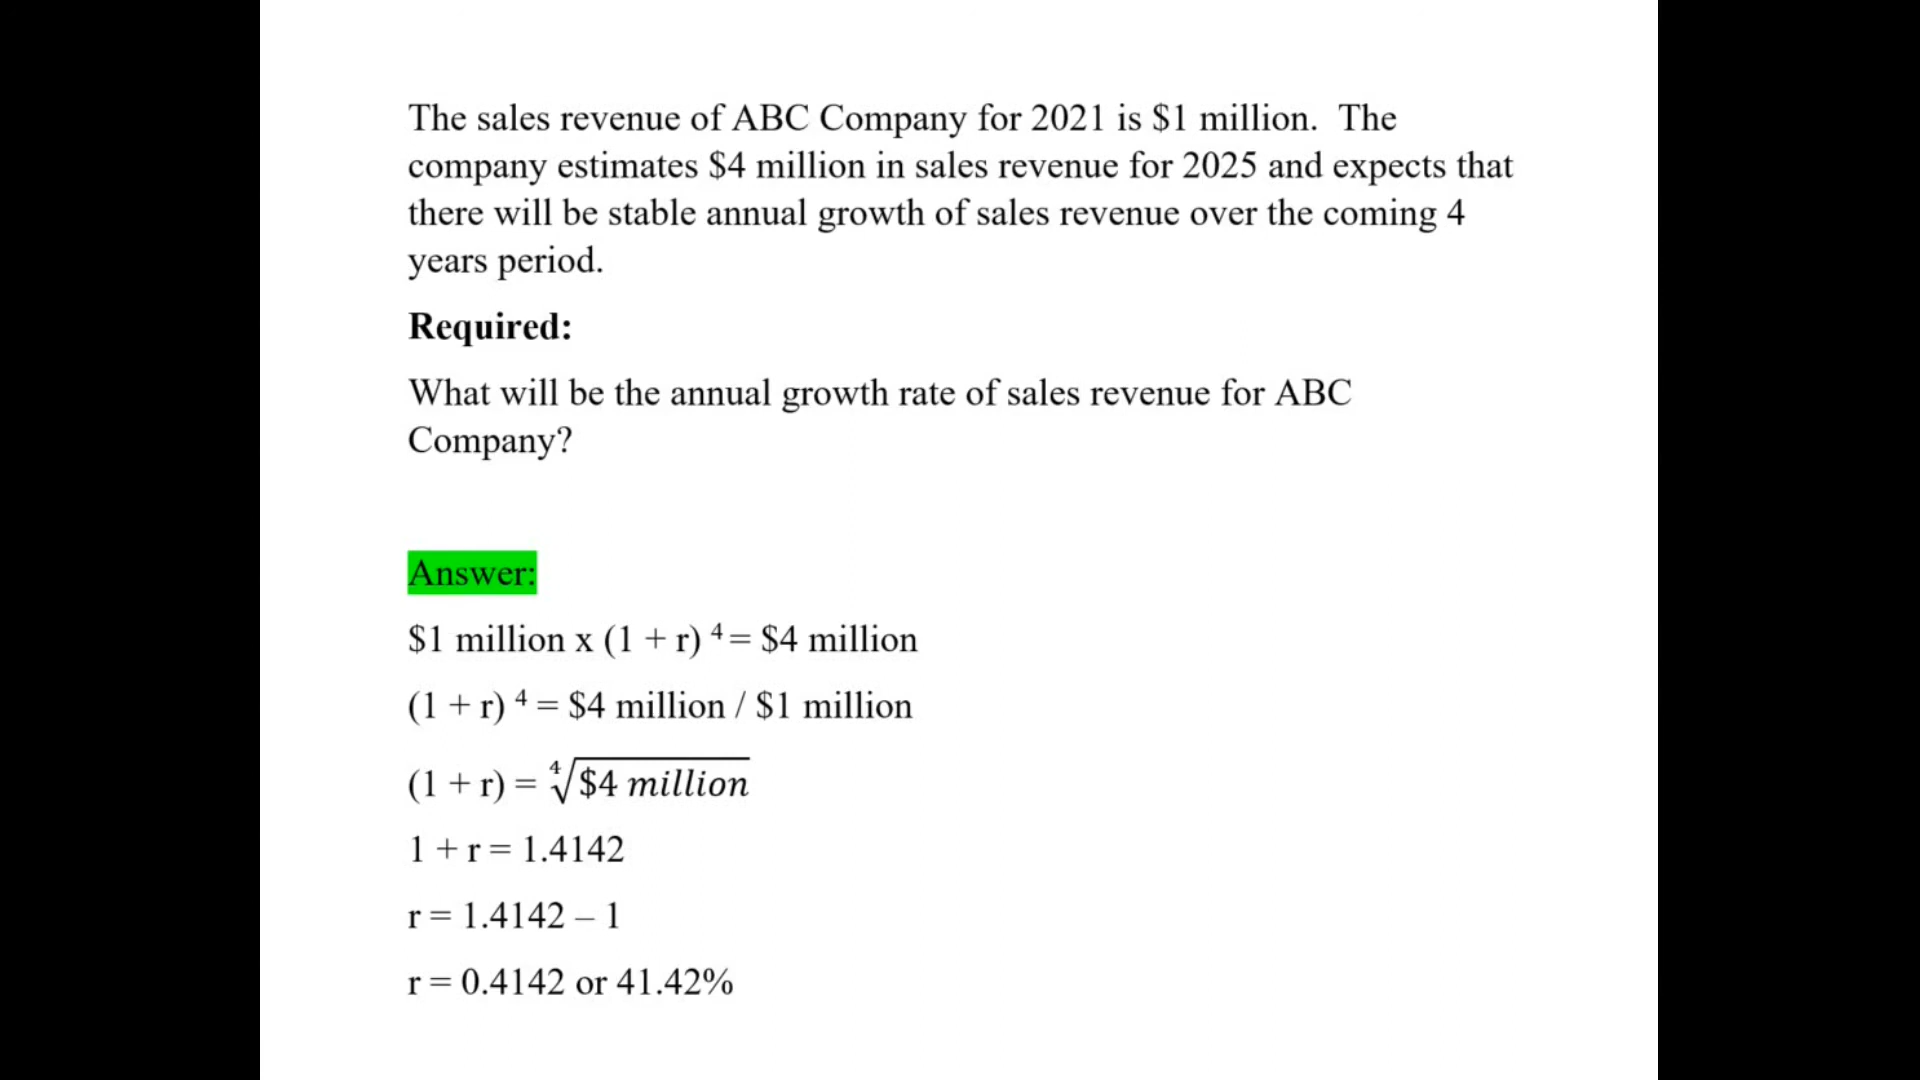 The sales revenue of ABC Company for 2021 is $1 million.  The
company estimates $4 million in sales revenue for 2025 and expects that
there will be stable annual growth of sales revenue over the coming 4
years period.
Required:
What will be the annual growth rate of sales revenue for ABC
Company?
Answer:
$1 million x (1 + r) ⁴ = $4 million
(1 + r) ⁴ = $4 million / $1 million
(1 + r) = ⁴√$4 million
1 + r = 1.4142
r = 1.4142 – 1
r = 0.4142 or 41.42%